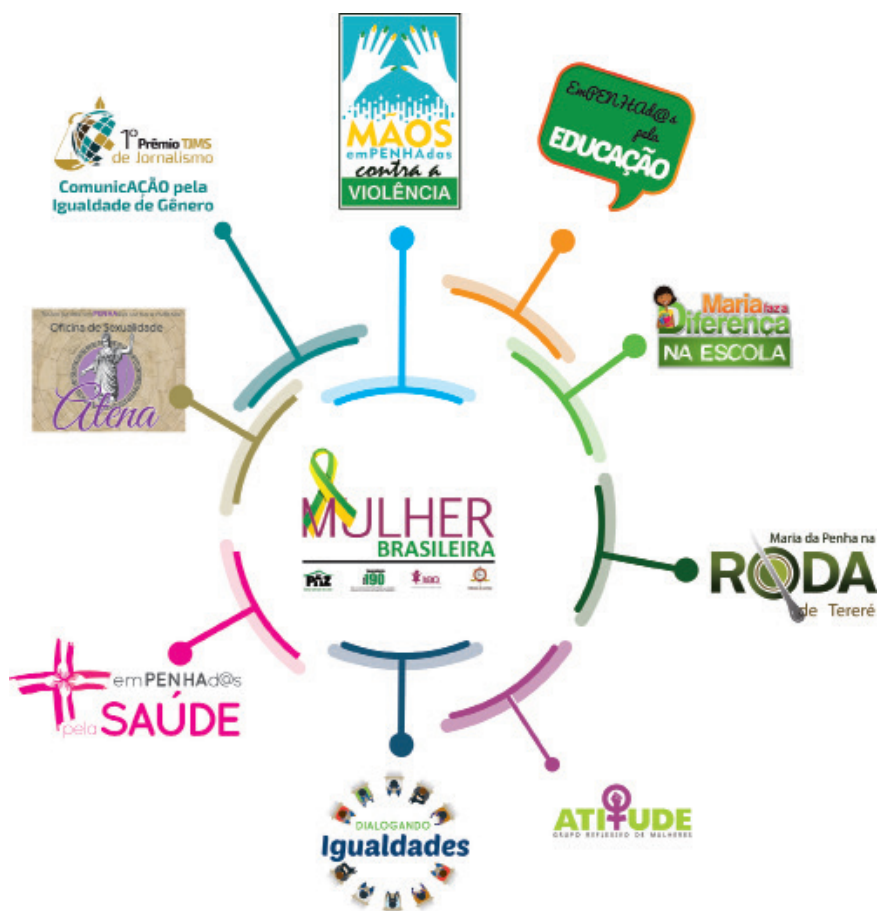 MÃOS
emPENHAdas
contra a
VIOLÊNCIA
EmPENHAd@s
pela
EDUCAÇÃO
1º Prêmio TJMS
de Jornalismo
ComunicAÇÃO pela
Igualdade de Gênero
Maria faz a
Diferença
NA ESCOLA
Oficina de Sexualidade
Atena
MULHER
BRASILEIRA
PAZ
180
Maria da Penha na
RODA
de Tereré
emPENHAd@s
pela SAÚDE
DIALOGANDO
Igualdades
ATITUDE
GRUPO REFLEXIVO DE MULHERES